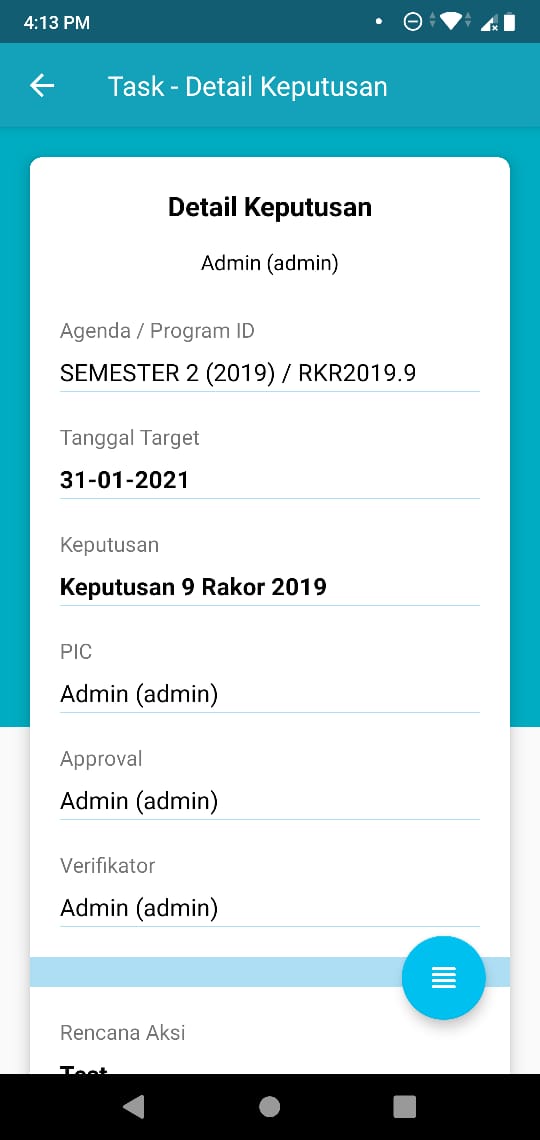 4:13 PM
Task - Detail Keputusan
Detail Keputusan
Admin (admin)
Agenda / Program ID
SEMESTER 2 (2019) / RKR2019.9
Tanggal Target
31-01-2021
Keputusan
Keputusan 9 Rakor 2019
PIC
Admin (admin)
Approval
Admin (admin)
Verifikator
Admin (admin)
Rencana Aksi